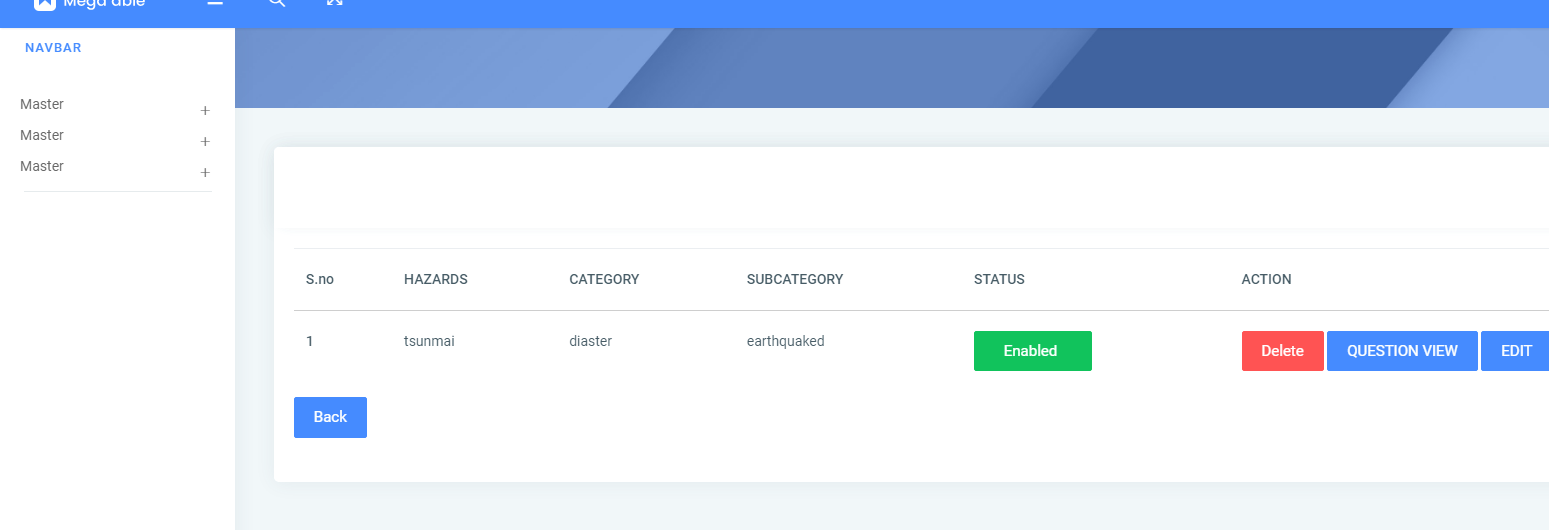 Mega able
NAVBAR
Master +
Master +
Master +
S.no HAZARDS CATEGORY SUBCATEGORY STATUS ACTION
1 tsunmai diaster earthquaked Enabled Delete QUESTION VIEW EDIT
Back